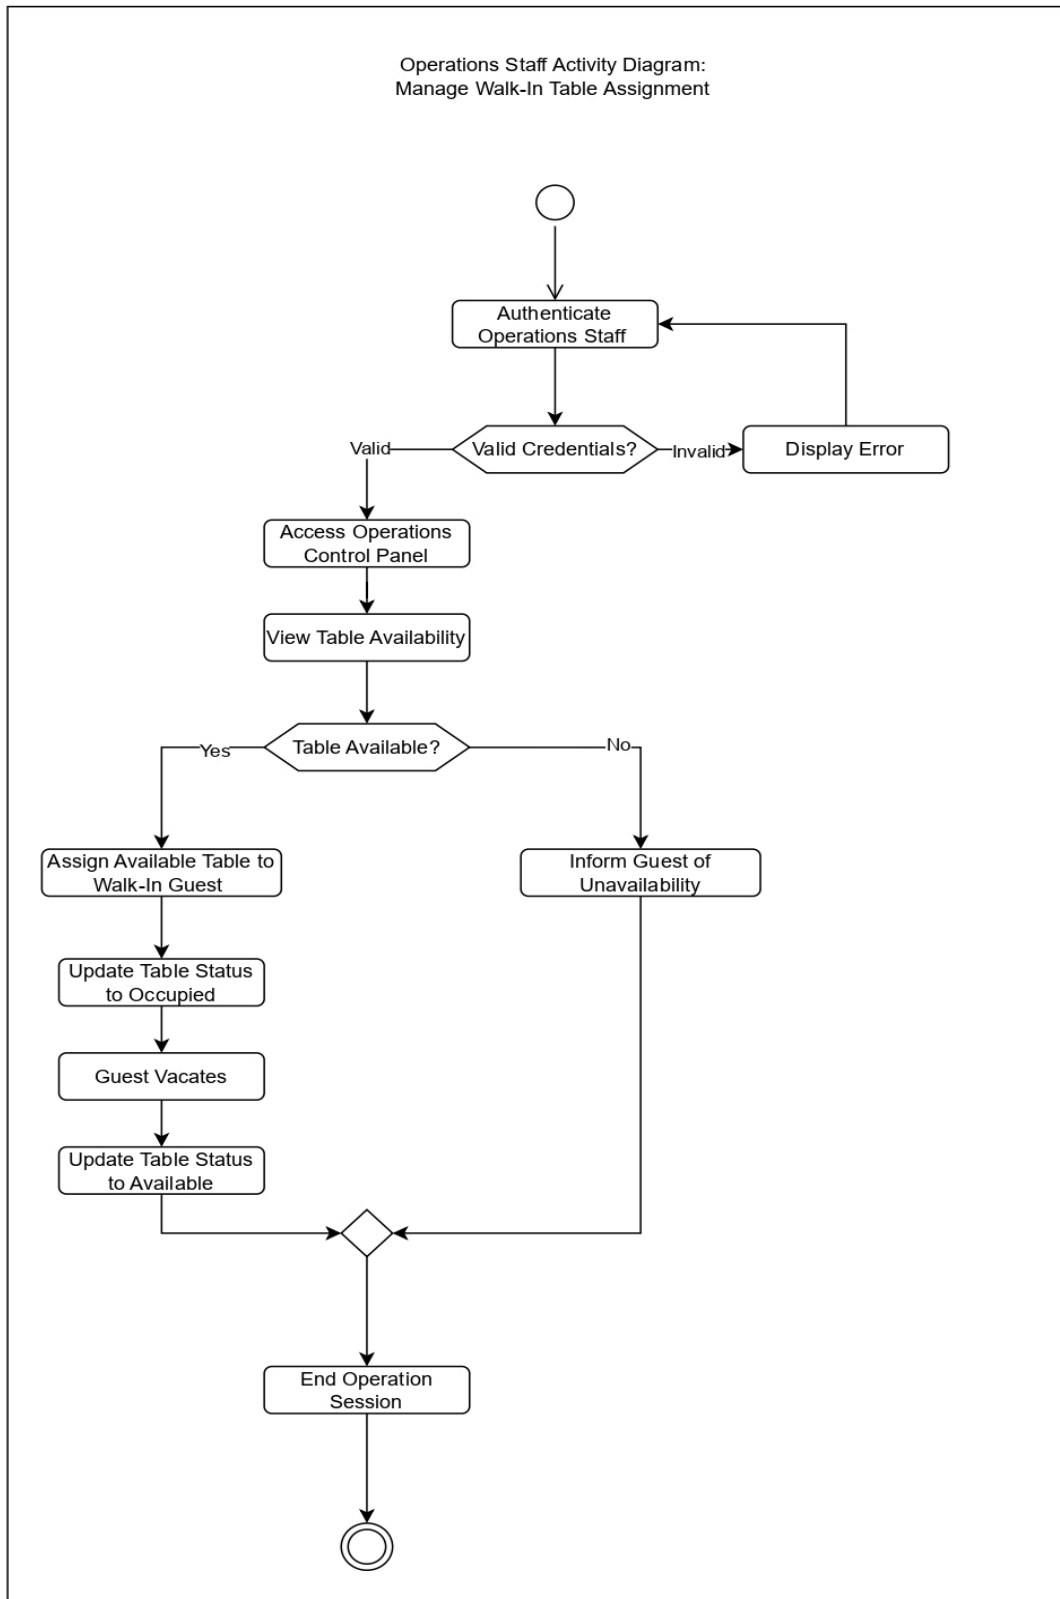 Operations Staff Activity Diagram:
Manage Walk-In Table Assignment
Authenticate
Operations Staff
Valid
Valid Credentials?
Invalid
Display Error
Access Operations
Control Panel
View Table Availability
Yes
Table Available?
No
Assign Available Table to
Walk-In Guest
Inform Guest of
Unavailability
Update Table Status
to Occupied
Guest Vacates
Update Table Status
to Available
End Operation
Session